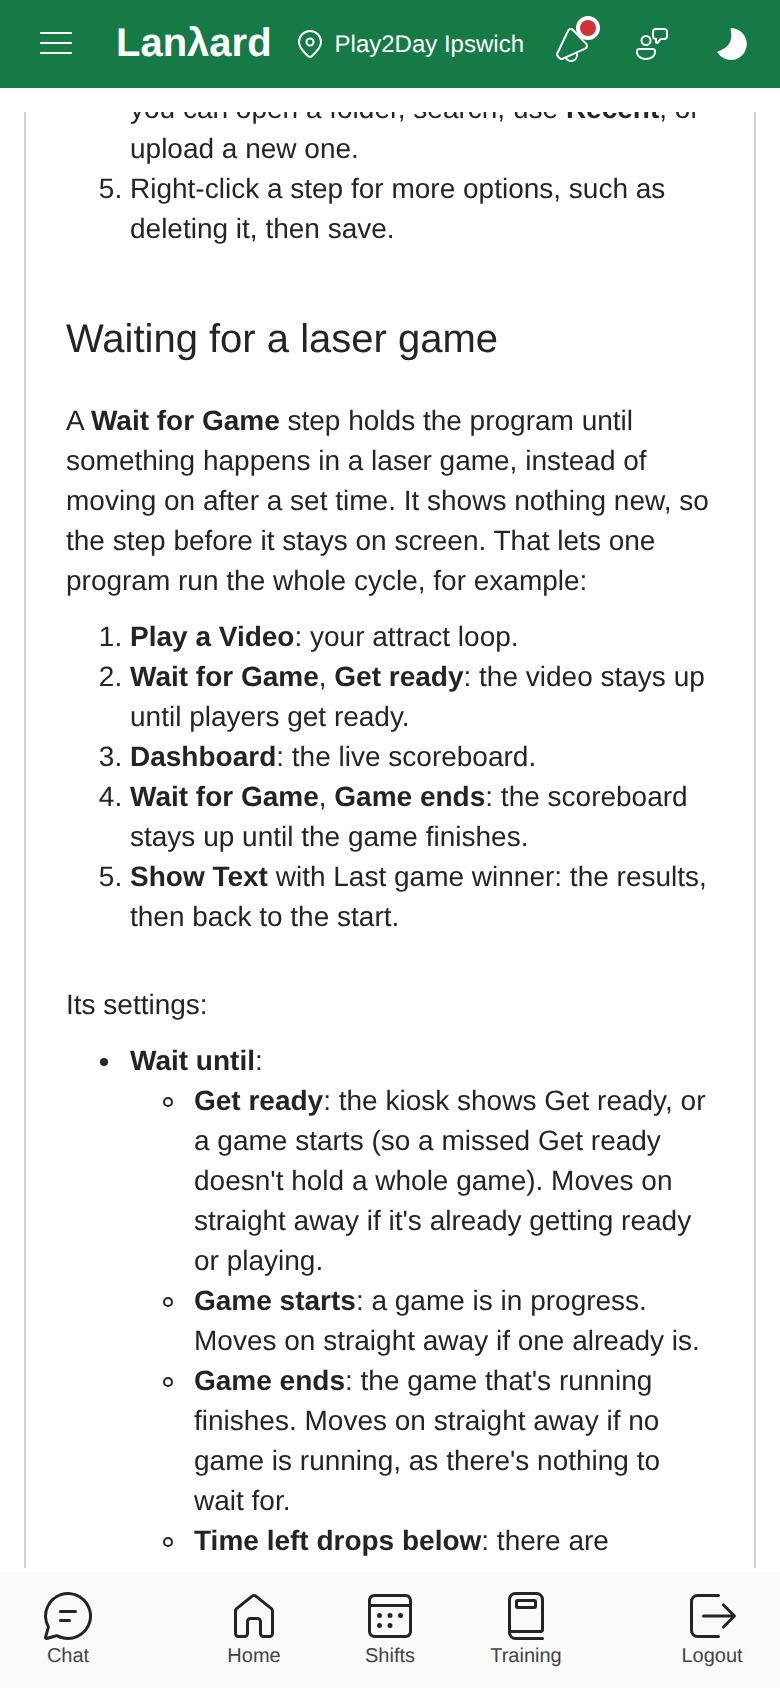 Lanλard
Play2Day Ipswich
you can open a folder, search, use Recent, or
upload a new one.
5. Right-click a step for more options, such as
deleting it, then save.
Waiting for a laser game
A Wait for Game step holds the program until
something happens in a laser game, instead of
moving on after a set time. It shows nothing new, so
the step before it stays on screen. That lets one
program run the whole cycle, for example:
1. Play a Video: your attract loop.
2. Wait for Game, Get ready: the video stays up
until players get ready.
3. Dashboard: the live scoreboard.
4. Wait for Game, Game ends: the scoreboard
stays up until the game finishes.
5. Show Text with Last game winner: the results,
then back to the start.
Its settings:
• Wait until:
◦ Get ready: the kiosk shows Get ready, or
a game starts (so a missed Get ready
doesn't hold a whole game). Moves on
straight away if it's already getting ready
or playing.
◦ Game starts: a game is in progress.
Moves on straight away if one already is.
◦ Game ends: the game that's running
finishes. Moves on straight away if no
game is running, as there's nothing to
wait for.
◦ Time left drops below: there are
Chat
Home
Shifts
Training
Logout